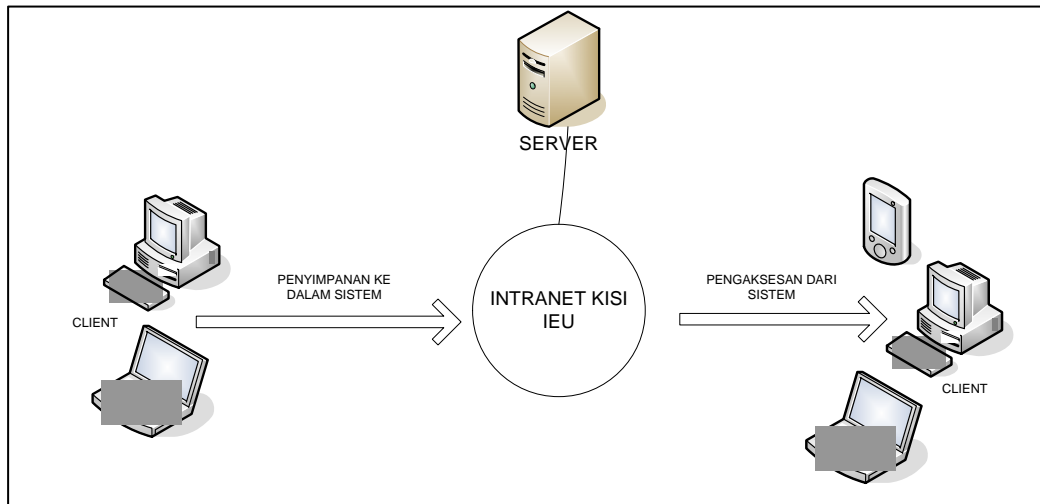 SERVER
PENYIMPANAN KE
DALAM SISTEM
CLIENT
INTRANET KISI
IEU
PENGAKSESAN DARI
SISTEM
CLIENT